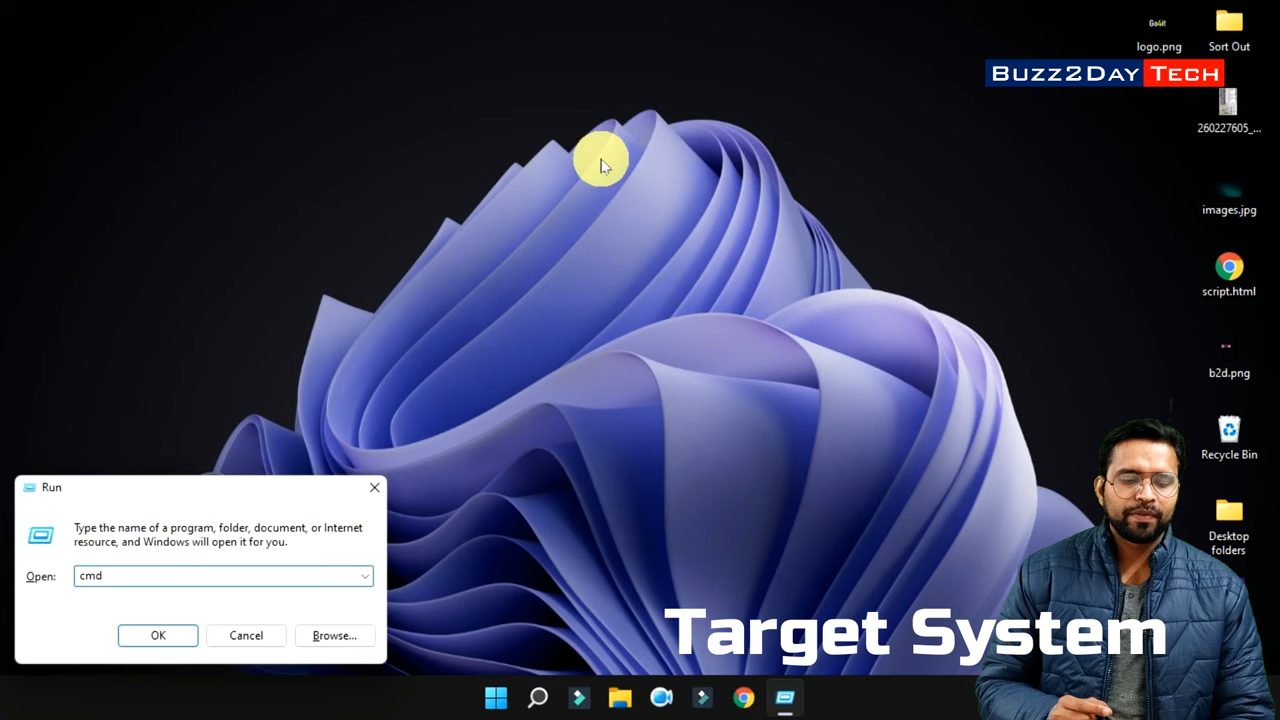 Go4it
logo.png
Sort Out
Buzz2Day Tech
260227605_...
images.jpg
script.html
b2d.png
Recycle Bin
Desktop
folders
Run
Type the name of a program, folder, document, or Internet
resource, and Windows will open it for you.
Open:
cmd
OK
Cancel
Browse...
Target System